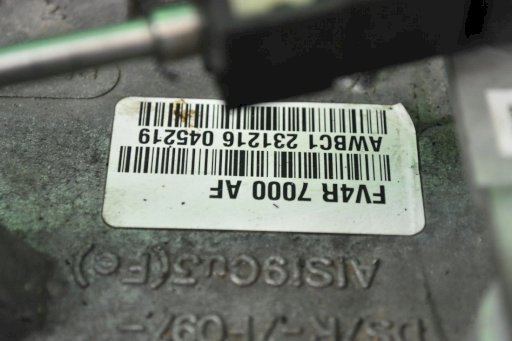 FV4R 7000 AF
AWBC1 231216 045219
AlSi9Cu3(Fe)